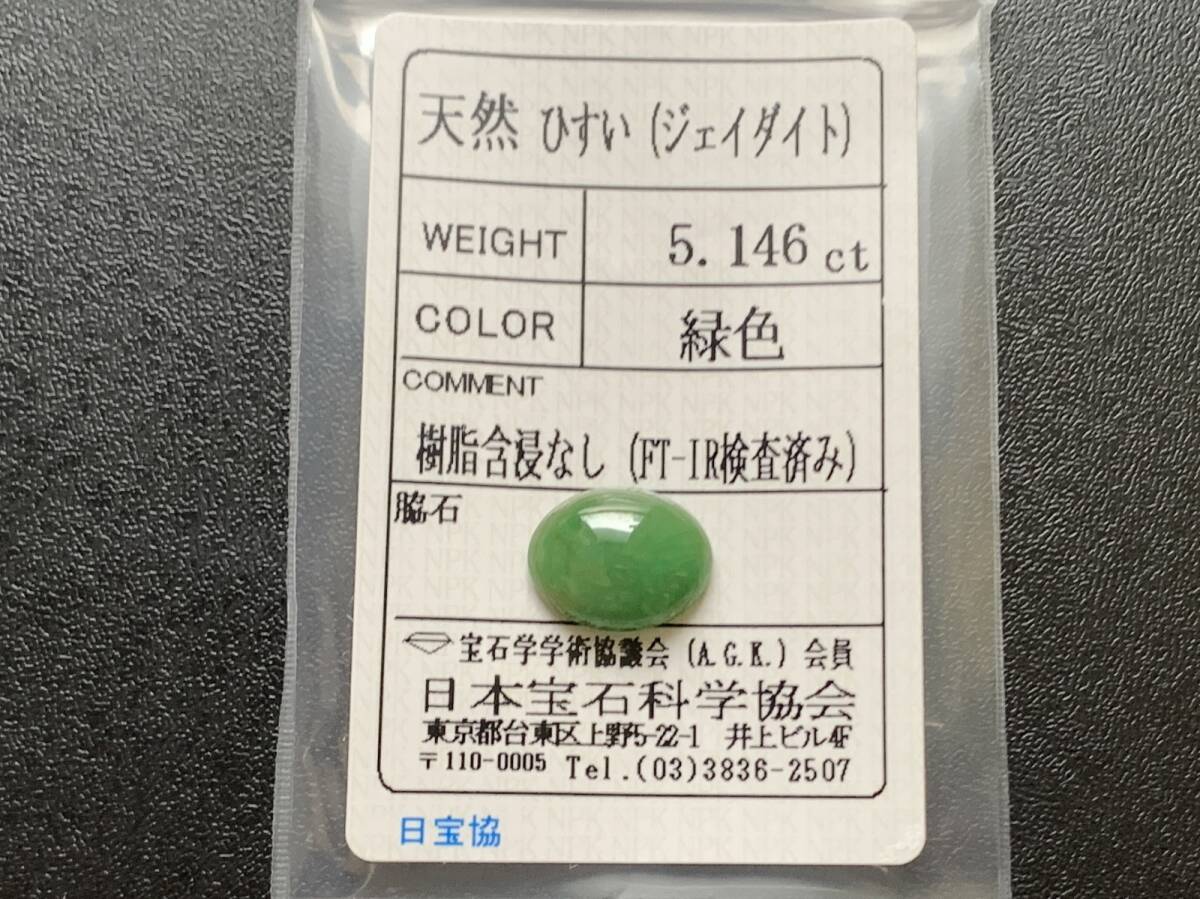 天然 ひすい (ジェイダイト)
WEIGHT 5.146 ct
COLOR 緑色
COMMENT
樹脂含浸なし (FT-IR検査済み)
脇石
宝石学学術協議会 (A.G.K.) 会員
日本宝石科学協会
東京都台東区上野5-22-1 井上ビル4F
〒110-0005 Tel.(03)3836-2507
日宝協